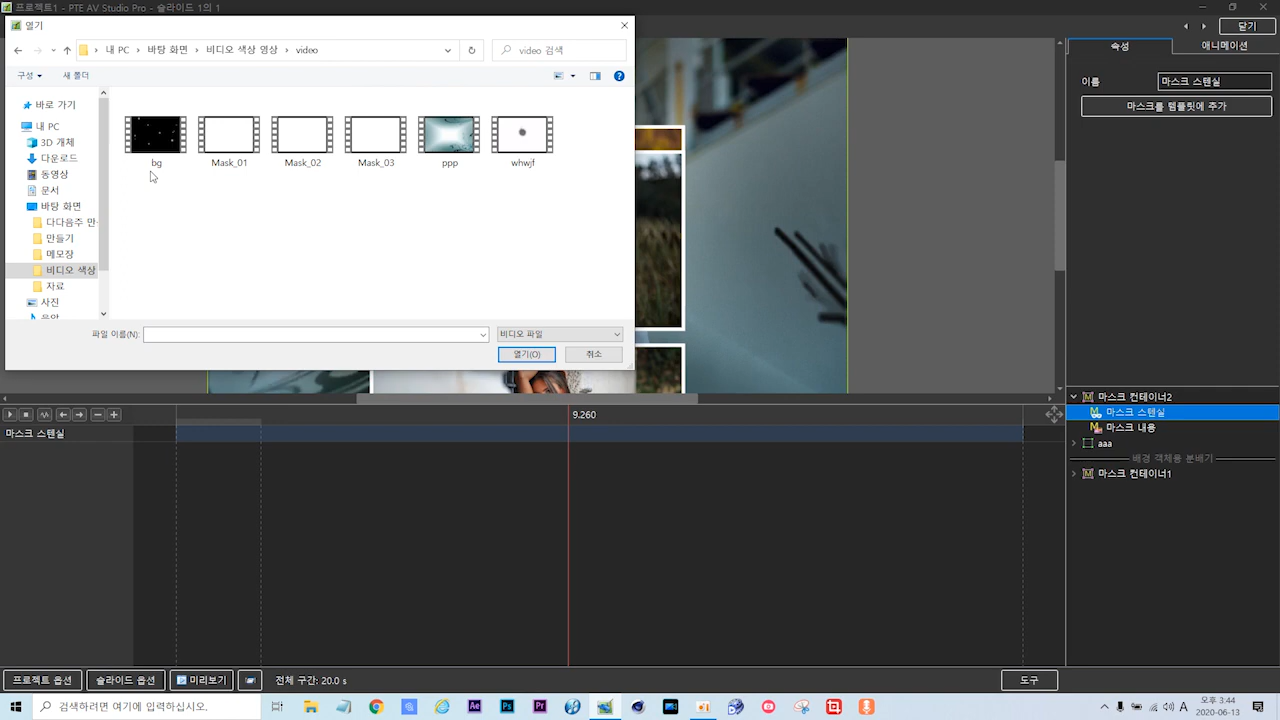 프로젝트1 - PTE AV Studio Pro - 슬라이드 1의 1
열기
내 PC > 바탕 화면 > 비디오 색상 영상 > video
video 검색
닫기
구성
새 폴더
속성
애니메이션
이름
마스크 스텐실
마스크를 템플릿에 추가
바로 가기
내 PC
3D 개체
다운로드
동영상
문서
바탕 화면
다다음주 만
만들기
메모장
비디오 색상
자료
사진
음악
bg
Mask_01
Mask_02
Mask_03
ppp
whwjf
파일 이름(N):
비디오 파일
열기(O)
취소
마스크 컨테이너2
마스크 스텐실
마스크 내용
aaa
배경 객체용 분배기
마스크 컨테이너1
9.260
마스크 스텐실
프로젝트 옵션
슬라이드 옵션
미리보기
전체 구간: 20.0 s
도구
검색하려면 여기에 입력하십시오.
Ae
Ps
Pr
A
오후 3:44
2020-06-13